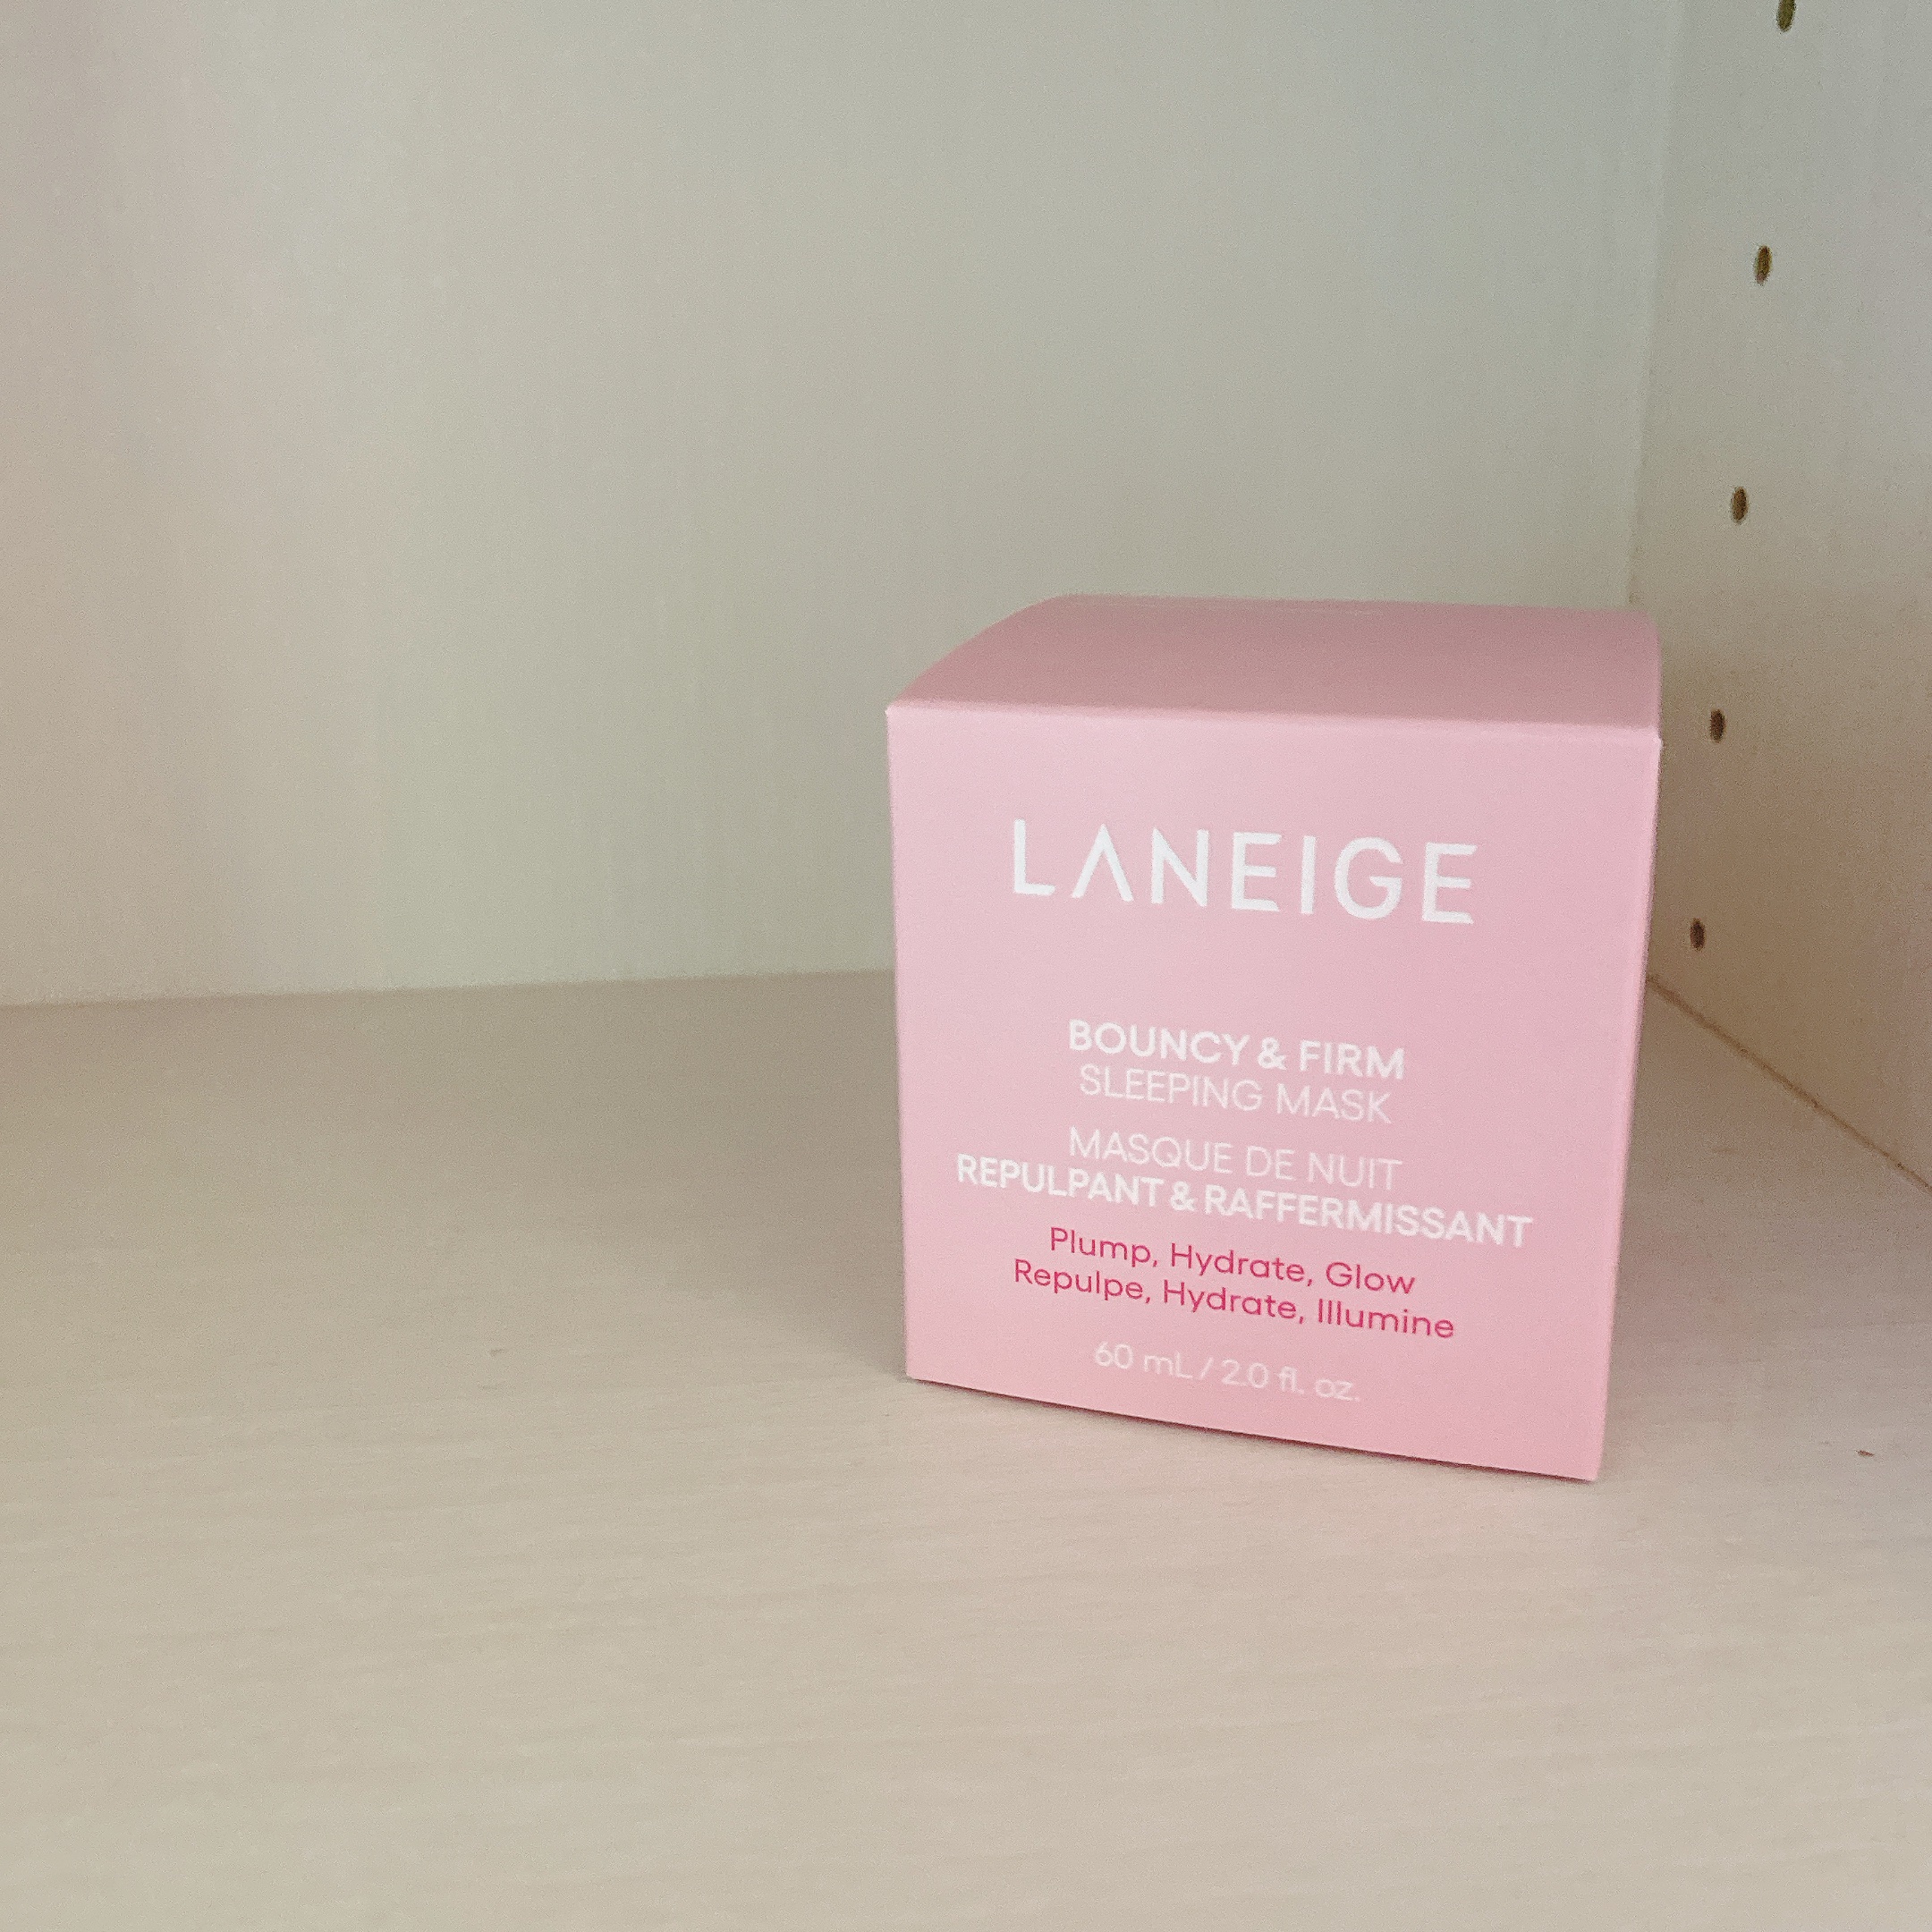 LANEIGE
BOUNCY & FIRM
SLEEPING MASK
MASQUE DE NUIT
REPULPANT & RAFFERMISSANT
Plump, Hydrate, Glow
Repulpe, Hydrate, Illumine
60 mL / 2.0 fl. oz.